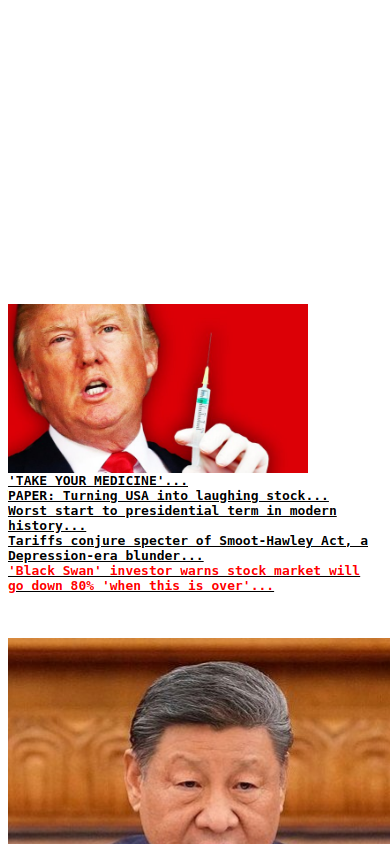 'TAKE YOUR MEDICINE'...
PAPER: Turning USA into laughing stock...
Worst start to presidential term in modern
history...
Tariffs conjure specter of Smoot-Hawley Act, a
Depression-era blunder...
'Black Swan' investor warns stock market will
go down 80% 'when this is over'...